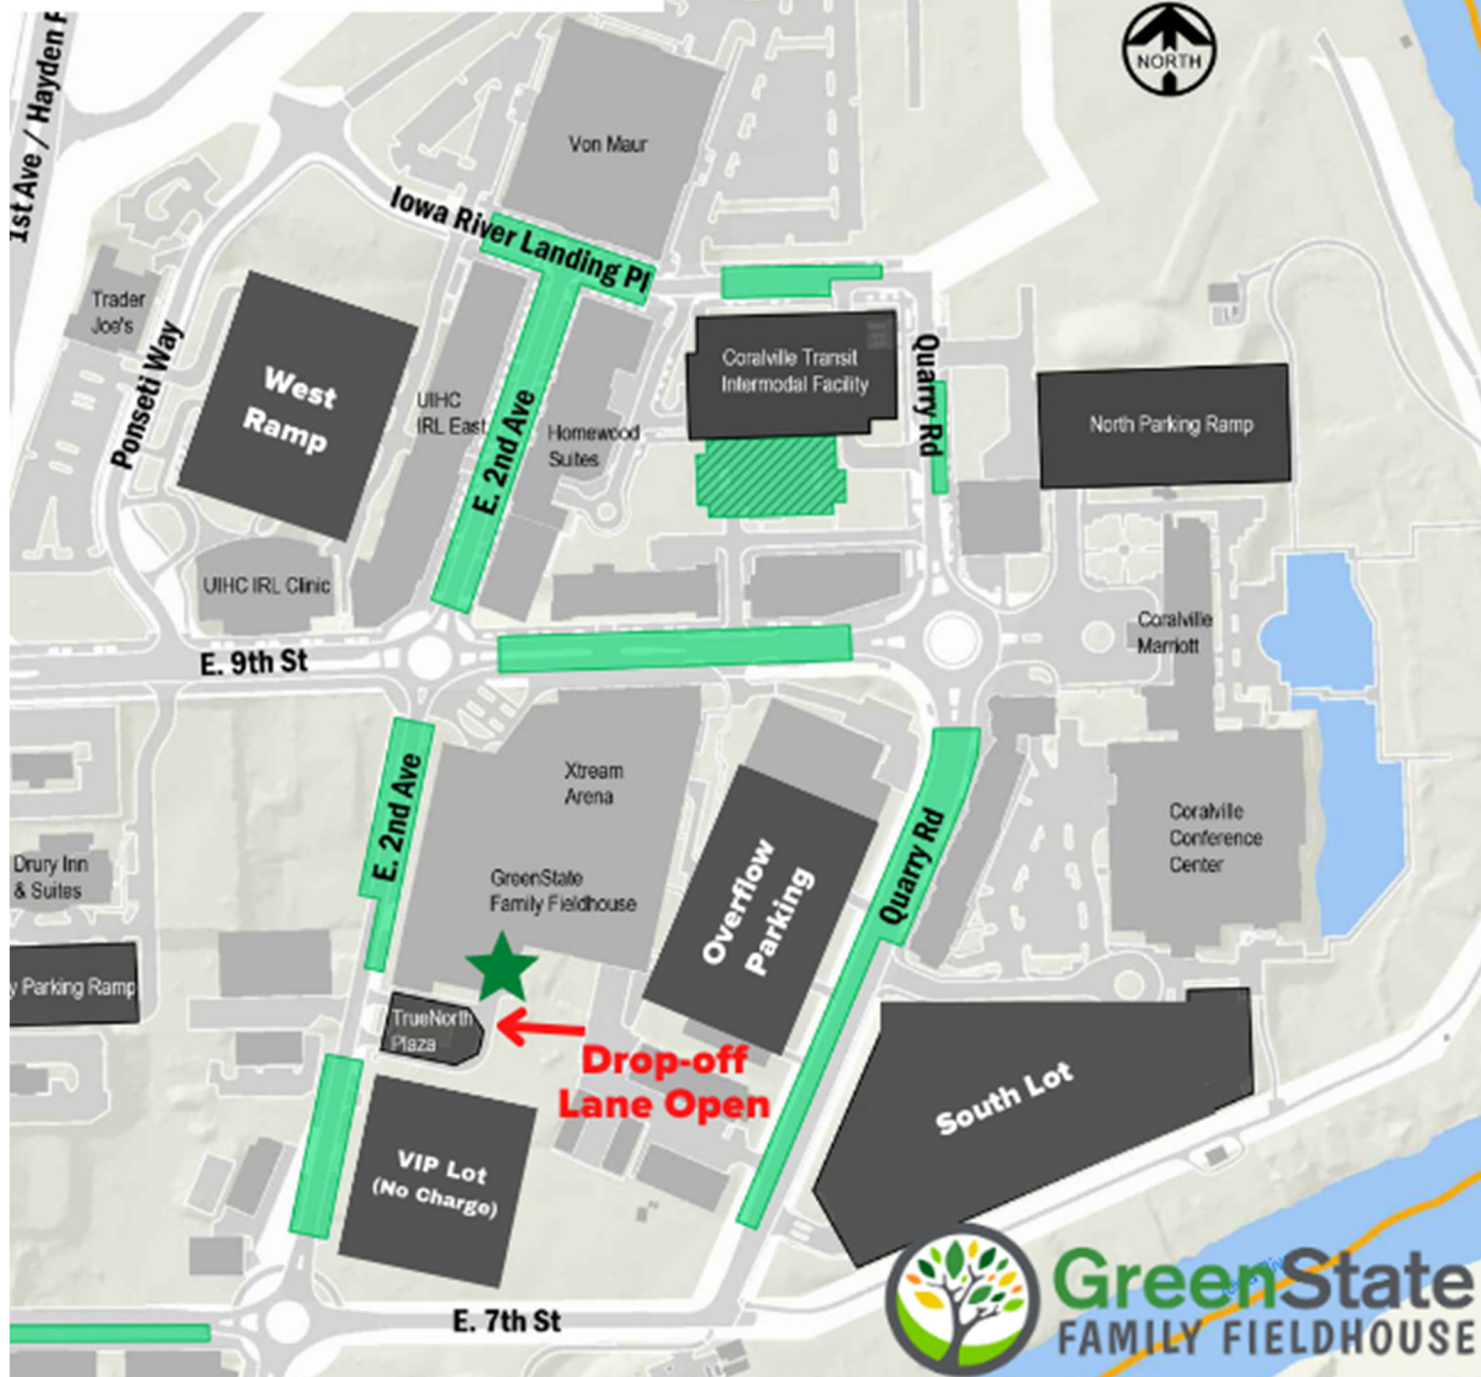 1st Ave / Hayden F
NORTH
Von Maur
Iowa River Landing Pl
Trader
Joe's
Ponseti Way
West
Ramp
UIHC
IRL East
E. 2nd Ave
Homewood
Suites
Coralville Transit
Intermodal Facility
Quarry Rd
North Parking Ramp
UIHC IRL Clinic
E. 9th St
Coralville
Marriott
Xtream
Arena
E. 2nd Ave
GreenState
Family Fieldhouse
Overflow
Parking
Quarry Rd
Coralville
Conference
Center
Drury Inn
& Suites
y Parking Ramp
TrueNorth
Plaza
Drop-off
Lane Open
South Lot
VIP Lot
(No Charge)
E. 7th St
GreenState
FAMILY FIELDHOUSE